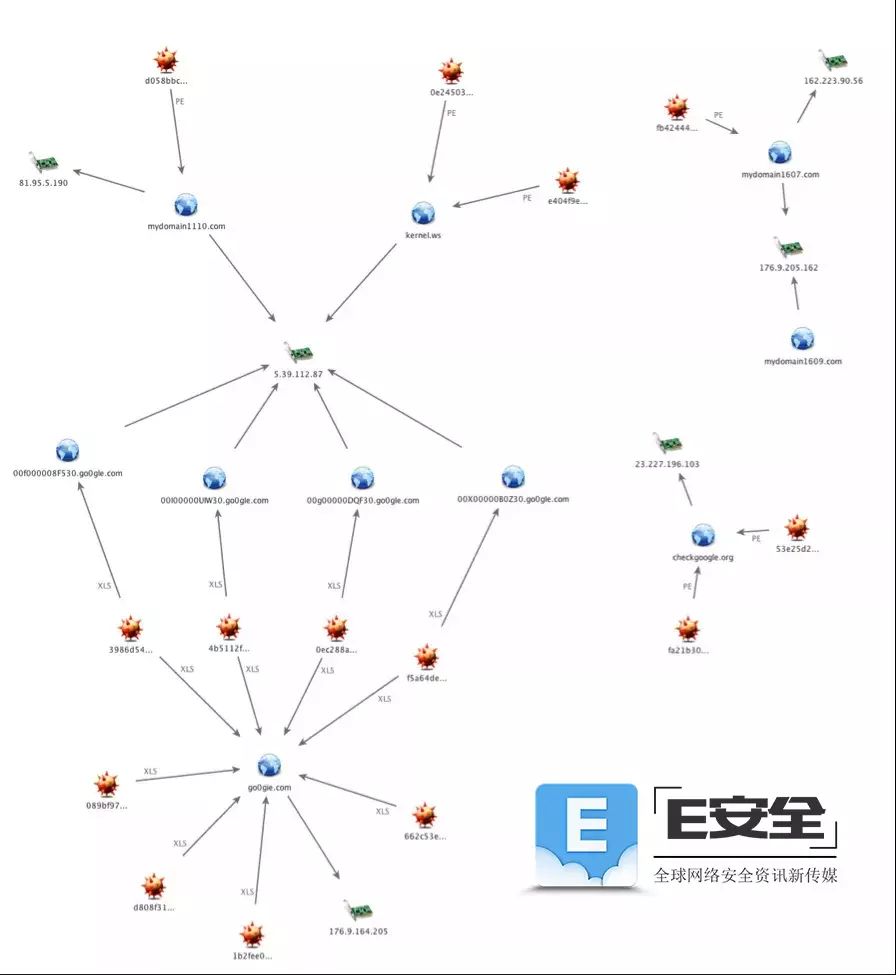 d058bbc...
PE
0e24503...
PE
162.223.90.56
fb42444...
PE
81.95.5.190
mydomain1607.com
e404f9e...
PE
mydomain1110.com
kernel.ws
176.9.205.162
mydomain1609.com
5.39.112.87
23.227.196.103
00f000008F530.go0gle.com
00I00000UIW30.go0gle.com
00g00000DQF30.go0gle.com
00X00000B0Z30.go0gle.com
checkgoogle.org
PE
53e25d2...
PE
fa21b30...
XLS
XLS
XLS
XLS
3986d54...
4b5112f...
0ec288a...
f5a64de...
XLS
XLS
XLS
XLS
go0gle.com
XLS
089bf97...
XLS
662c53e...
XLS
d808f31...
XLS
1b2fee0...
176.9.164.205
E
E安全
全球网络安全资讯新传媒